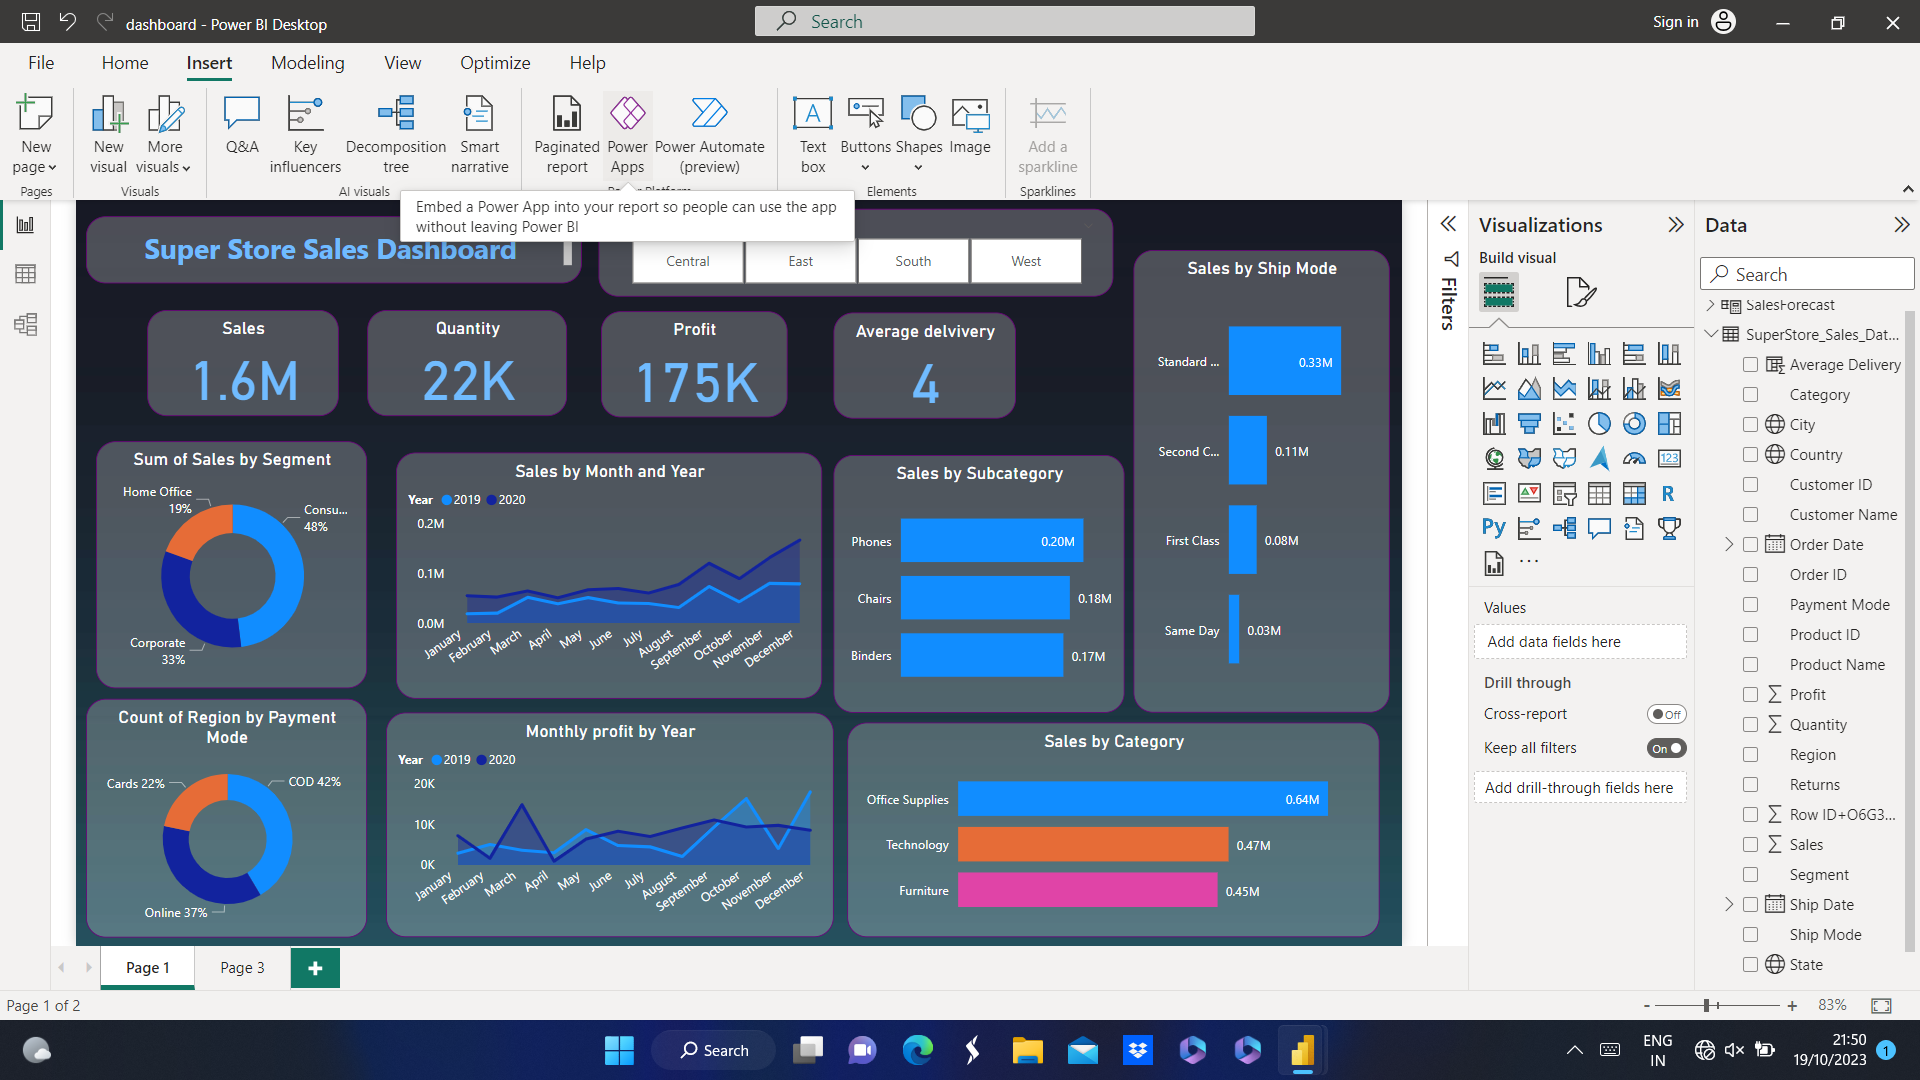 dashboard - Power BI Desktop
Search
Sign in
File Home Insert Modeling View Optimize Help
New page
New visual
More visuals
Q&A
Key influencers
Decomposition tree
Smart narrative
Paginated report
Power Apps
Power Automate (preview)
Text box
Buttons
Shapes
Image
Add a sparkline
Pages
Visuals
AI visuals
Elements
Sparklines
Embed a Power App into your report so people can use the app
without leaving Power BI
Super Store Sales Dashboard
Central East South West
Sales
1.6M
Quantity
22K
Profit
175K
Average delvivery
4
Sales by Ship Mode
Standard ... 0.33M
Second C... 0.11M
First Class 0.08M
Same Day 0.03M
Sum of Sales by Segment
Home Office
19%
Consu...
48%
Corporate
33%
Sales by Month and Year
Year 2019 2020
0.2M
0.1M
0.0M
January February March April May June July August September October November December
Sales by Subcategory
Phones 0.20M
Chairs 0.18M
Binders 0.17M
Count of Region by Payment
Mode
Cards 22%
COD 42%
Online 37%
Monthly profit by Year
Year 2019 2020
20K
10K
0K
January February March April May June July August September October November December
Sales by Category
Office Supplies 0.64M
Technology 0.47M
Furniture 0.45M
Filters
Visualizations
Build visual
123
R
Py
Values
Add data fields here
Drill through
Cross-report Off
Keep all filters On
Add drill-through fields here
Data
Search
SalesForecast
SuperStore_Sales_Dat...
Average Delivery
Category
City
Country
Customer ID
Customer Name
Order Date
Order ID
Payment Mode
Product ID
Product Name
Profit
Quantity
Region
Returns
Row ID+O6G3...
Sales
Segment
Ship Date
Ship Mode
State
Page 1 Page 3
Page 1 of 2
- + 83%
Search
ENG
IN
21:50
19/10/2023
1